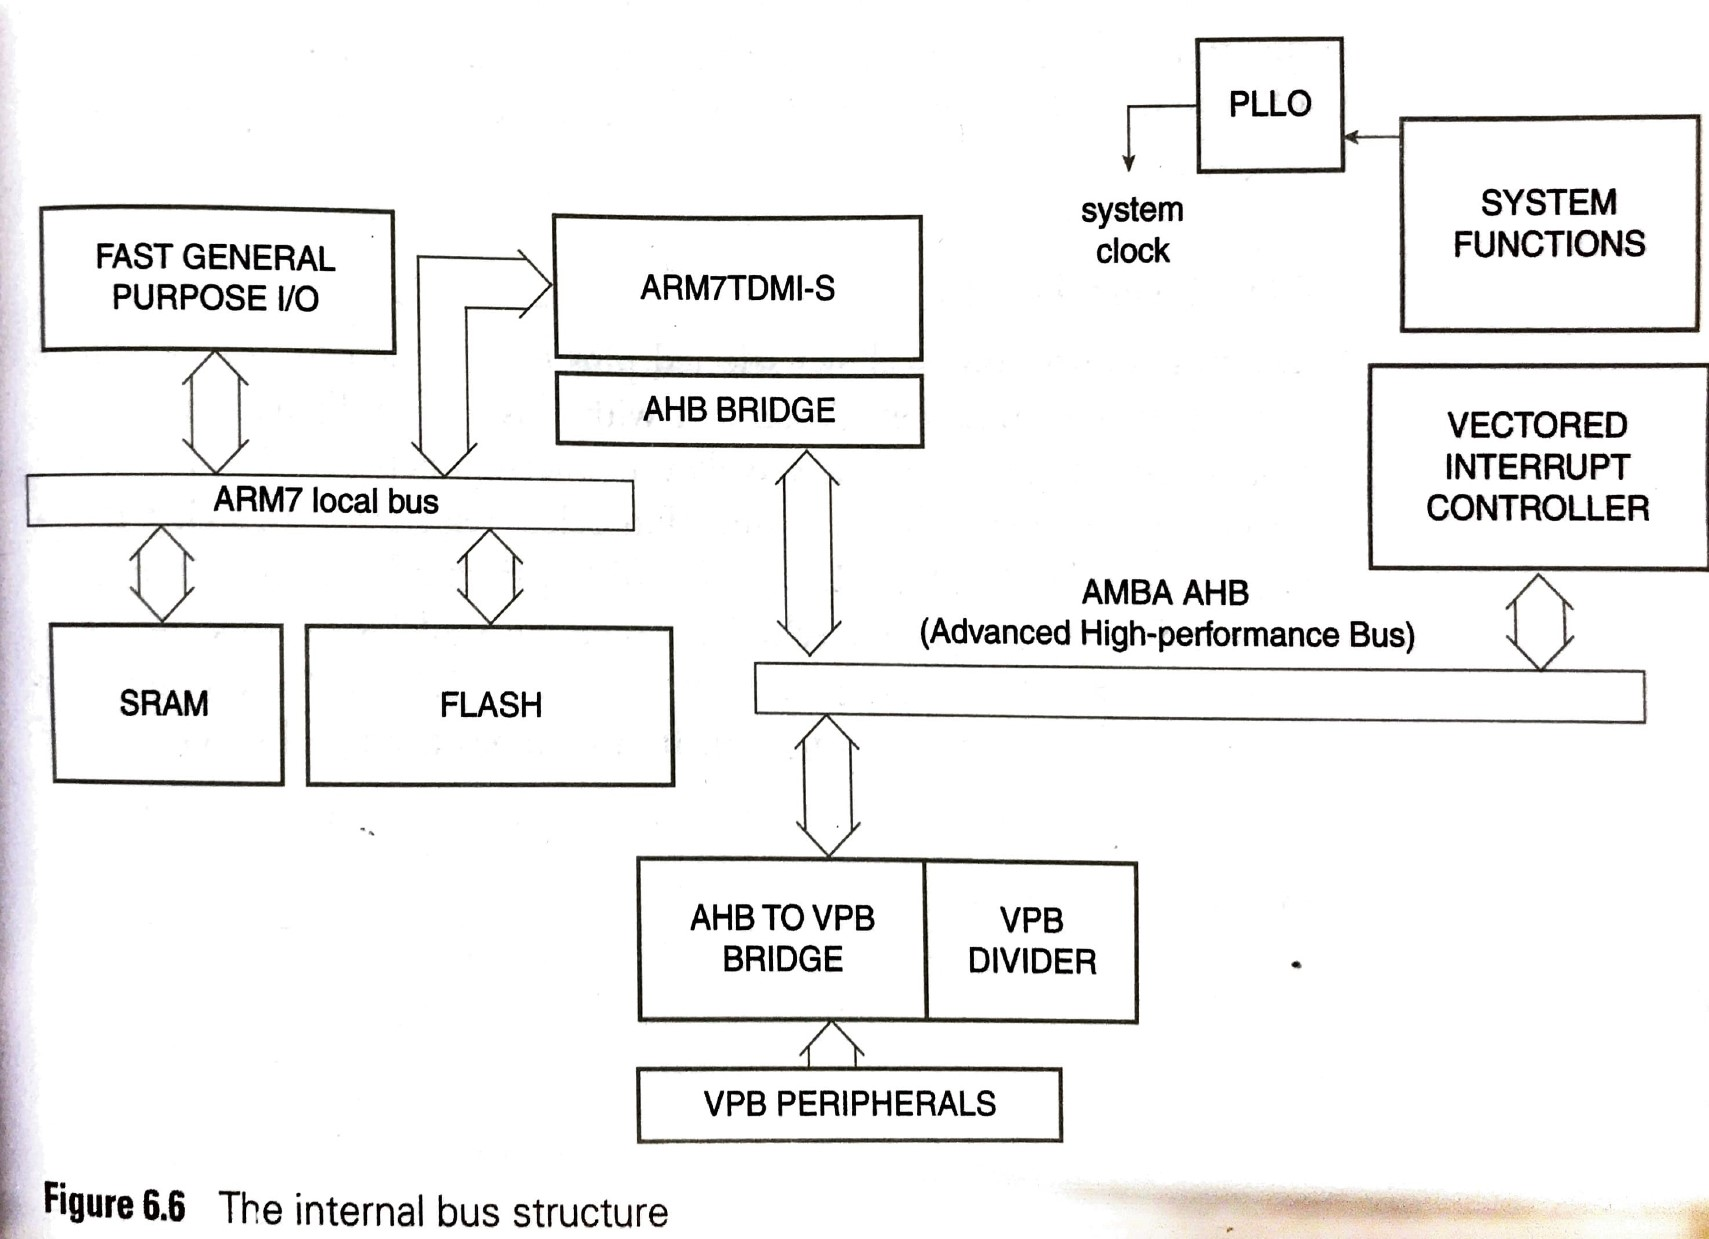 PLLO
SYSTEM
FUNCTIONS
system
clock
FAST GENERAL
PURPOSE I/O
ARM7TDMI-S
AHB BRIDGE
VECTORED
INTERRUPT
CONTROLLER
ARM7 local bus
AMBA AHB
(Advanced High-performance Bus)
SRAM
FLASH
AHB TO VPB
BRIDGE
VPB
DIVIDER
VPB PERIPHERALS
Figure 6.6 The internal bus structure